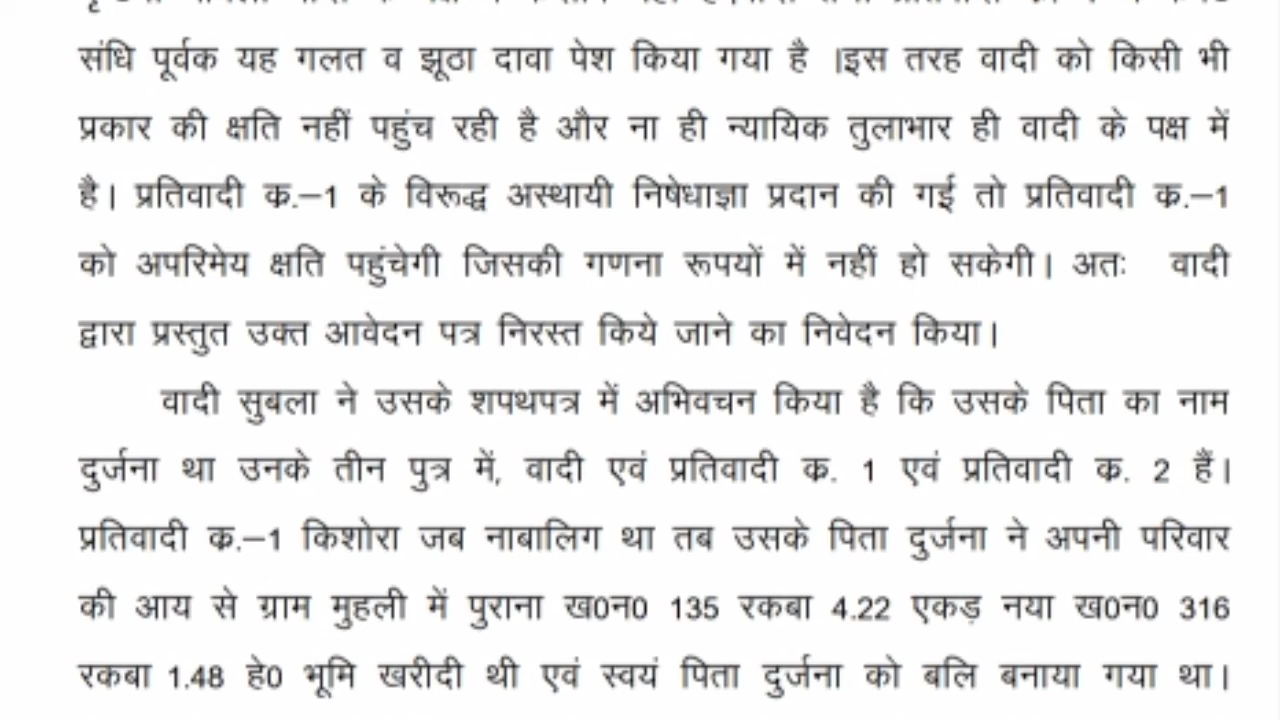 संधि पूर्वक यह गलत व झूठा दावा पेश किया गया है ।इस तरह वादी को किसी भी
प्रकार की क्षति नहीं पहुंच रही है और ना ही न्यायिक तुलाभार ही वादी के पक्ष में
है। प्रतिवादी क.–1 के विरूद्ध अस्थायी निषेधाज्ञा प्रदान की गई तो प्रतिवादी क.–1
को अपरिमेय क्षति पहुंचेगी जिसकी गणना रूपयों में नहीं हो सकेगी। अतः वादी
द्वारा प्रस्तुत उक्त आवेदन पत्र निरस्त किये जाने का निवेदन किया।
वादी सुबला ने उसके शपथपत्र में अभिवचन किया है कि उसके पिता का नाम
दुर्जना था उनके तीन पुत्र में, वादी एवं प्रतिवादी क. 1 एवं प्रतिवादी क. 2 हैं।
प्रतिवादी क.–1 किशोरा जब नाबालिग था तब उसके पिता दुर्जना ने अपनी परिवार
की आय से ग्राम मुहली में पुराना ख0न0 135 रकबा 4.22 एकड़ नया ख0न0 316
रकबा 1.48 हे0 भूमि खरीदी थी एवं स्वयं पिता दुर्जना को बलि बनाया गया था।